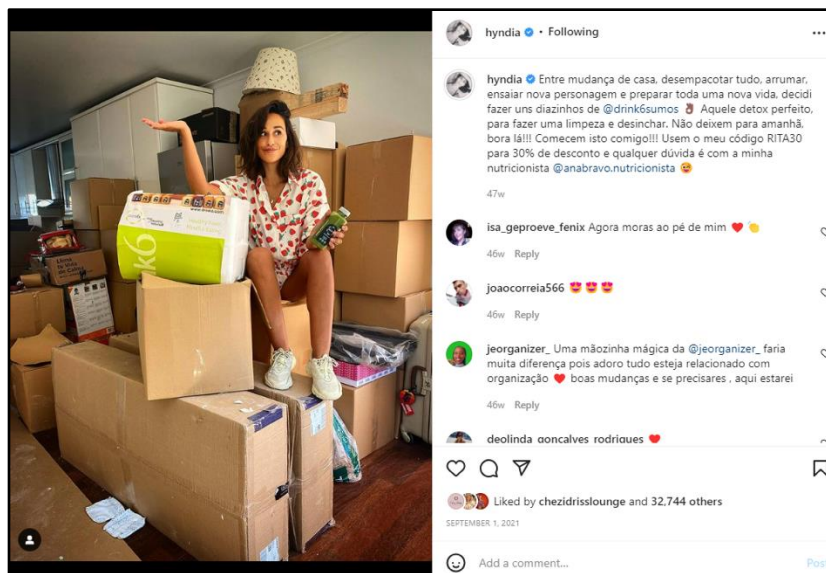 hyndia • Following
hyndia Entre mudança de casa, desempacotar tudo, arrumar,
ensaiar nova personagem e preparar toda uma nova vida, decidi
fazer uns diazinhos de @drink6sumos 👌🏾 Aquele detox perfeito,
para fazer uma limpeza e desinchar. Não deixem para amanhã,
bora lá!!! Comecem isto comigo!!! Usem o meu código RITA30
para 30% de desconto e qualquer dúvida é com a minha
nutricionista @anabravo.nutricionista 🥰
47w
isa_geproeve_fenix Agora moras ao pé de mim ❤️ 👏
46w Reply
joaocorreia566 😍 😍 😍
46w Reply
jeorganizer_ Uma mãozinha mágica da @jeorganizer_ faria
muita diferença pois adoro tudo esteja relacionado com
organização ❤️ boas mudanças e se precisares , aqui estarei
46w Reply
deolinda_goncalves_rodrigues ❤️
Liked by chezidrisslounge and 32,744 others
SEPTEMBER 1, 2021
Add a comment...
Pos